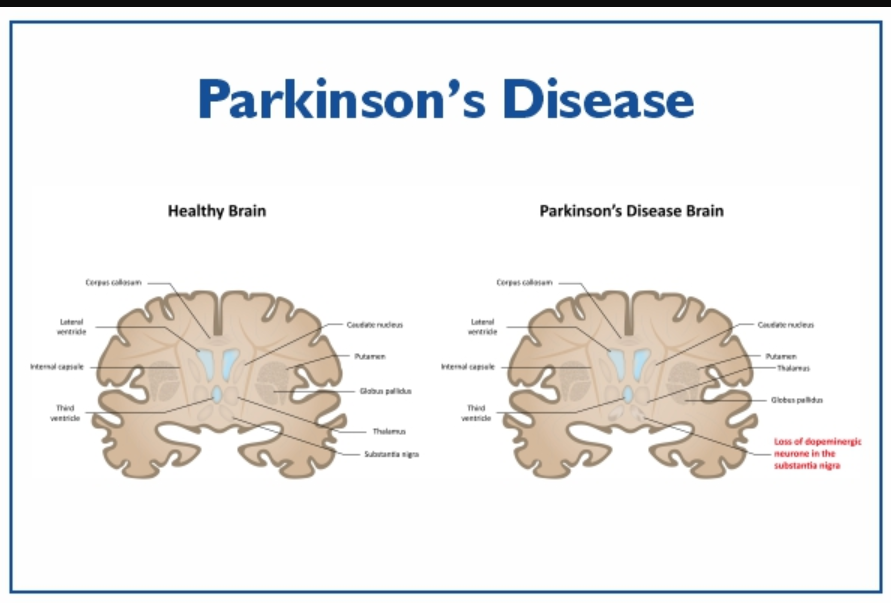 Parkinson's Disease
Healthy Brain
Corpus callosum
Lateral
ventricle
Internal capsule
Third
ventricle
Caudate nucleus
Putamen
Globus pallidus
Thalamus
Substantia nigra
Parkinson's Disease Brain
Corpus callosum
Lateral
ventricle
Internal capsule
Third
ventricle
Caudate nucleus
Putamen
Thalamus
Globus pallidus
Loss of dopeminergic
neurone in the
substantia nigra